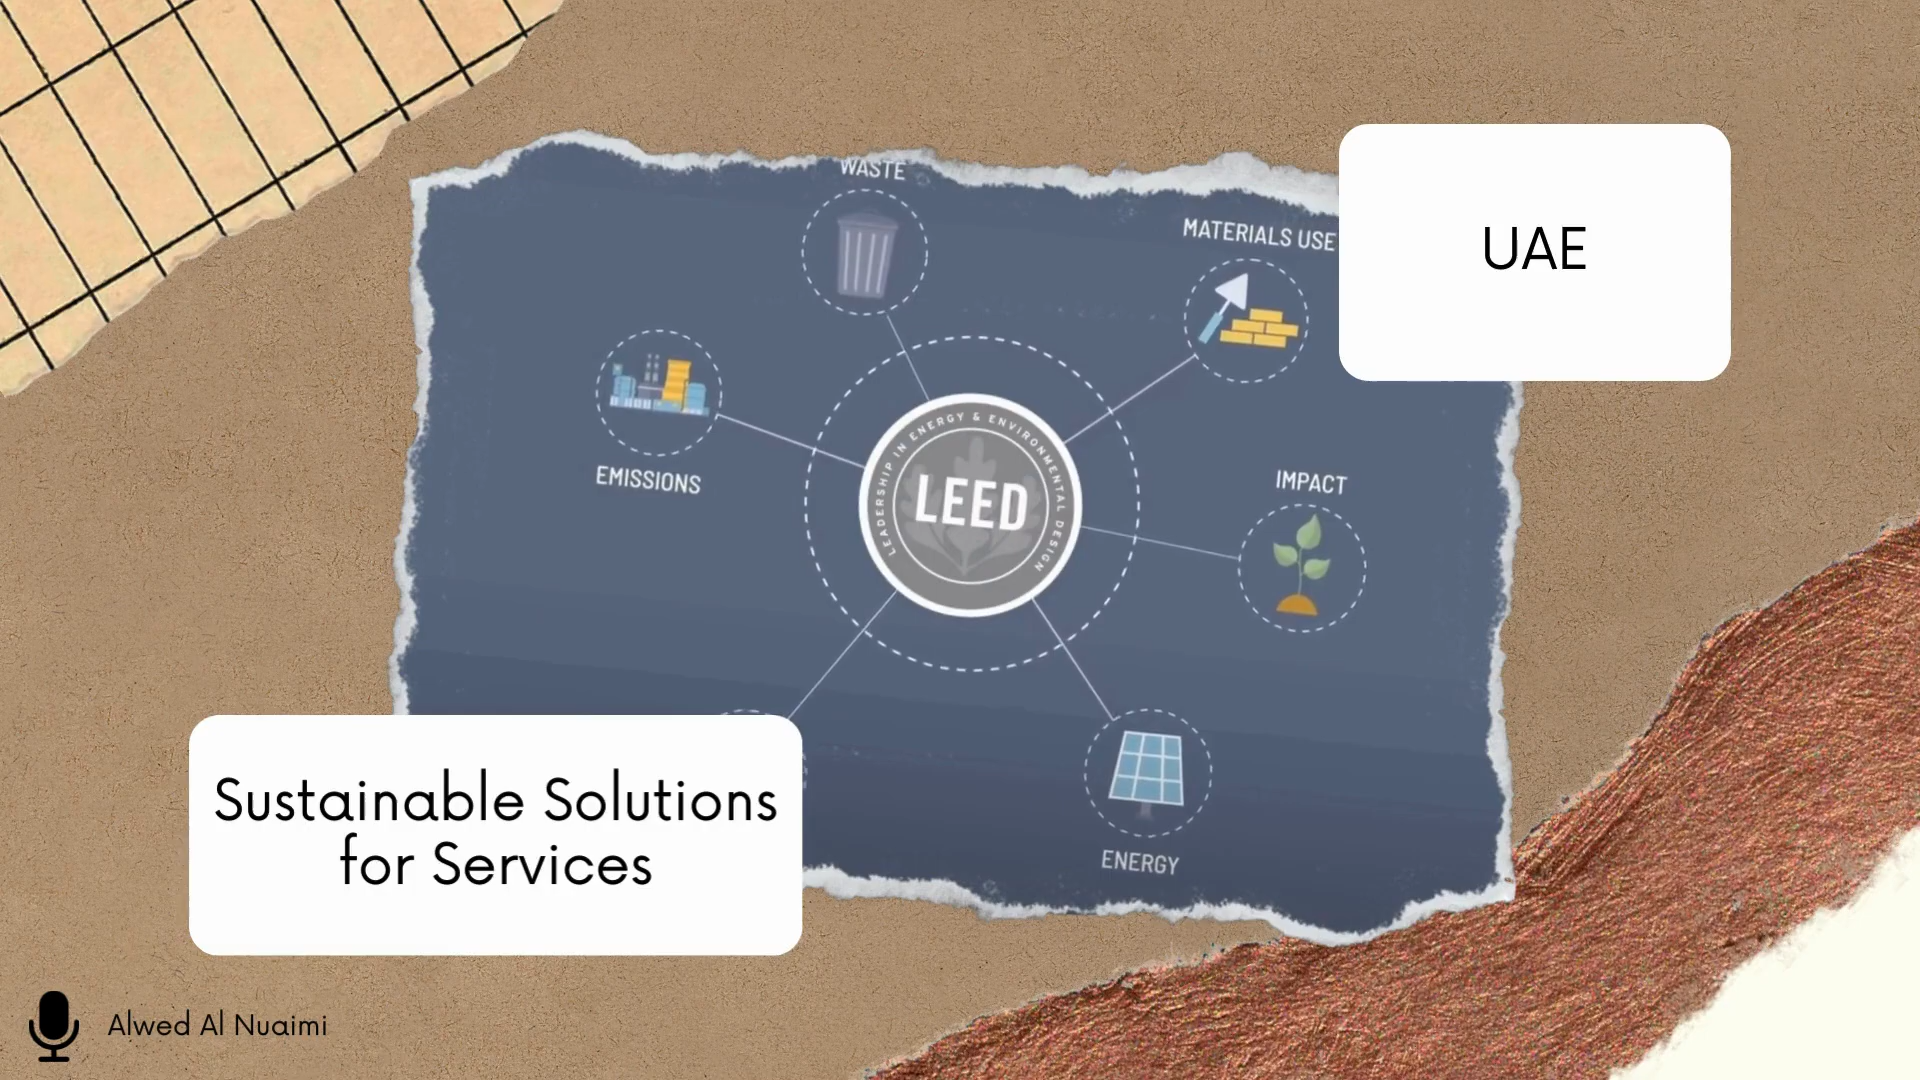 WASTE
MATERIALS USE
UAE
EMISSIONS
LEADERSHIP IN ENERGY & ENVIRONMENTAL DESIGN
LEED
IMPACT
Sustainable Solutions
for Services
ENERGY
Alwed Al Nuaimi